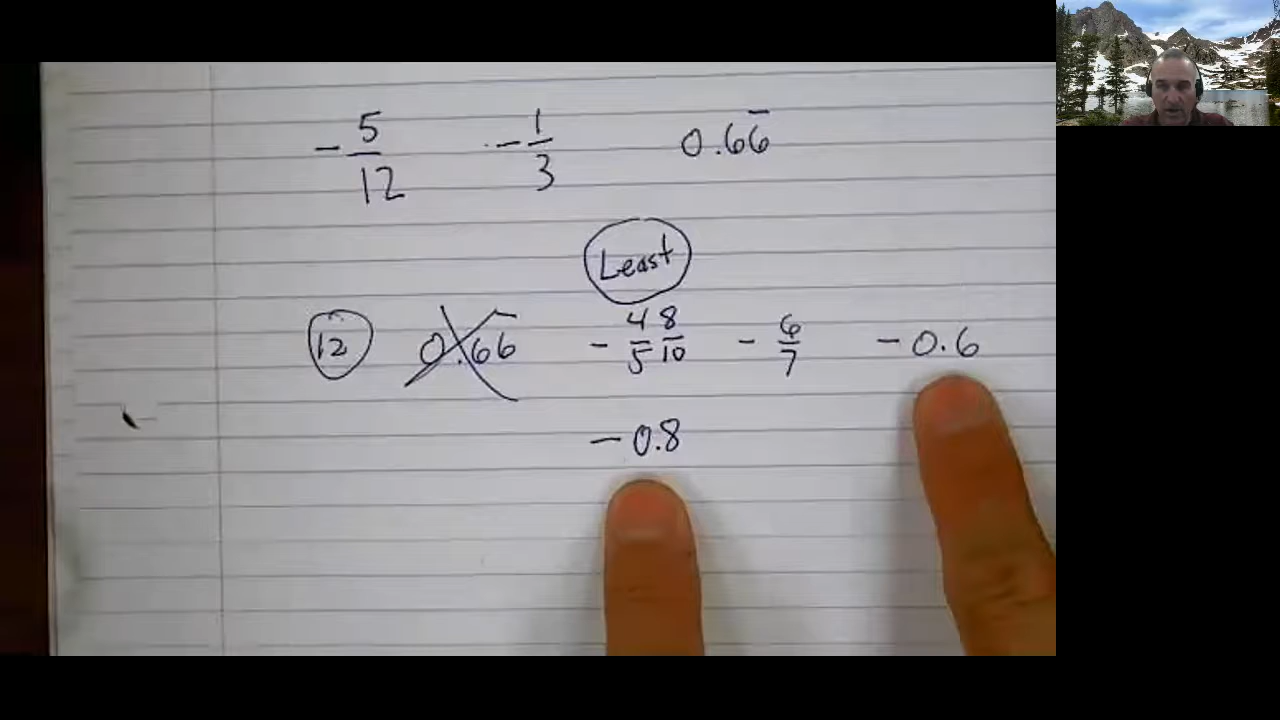 - 5/12 - 1/3 0.66̅
Least
12 0.66̅ - 4/5 8/10 - 6/7 - 0.6
- 0.8